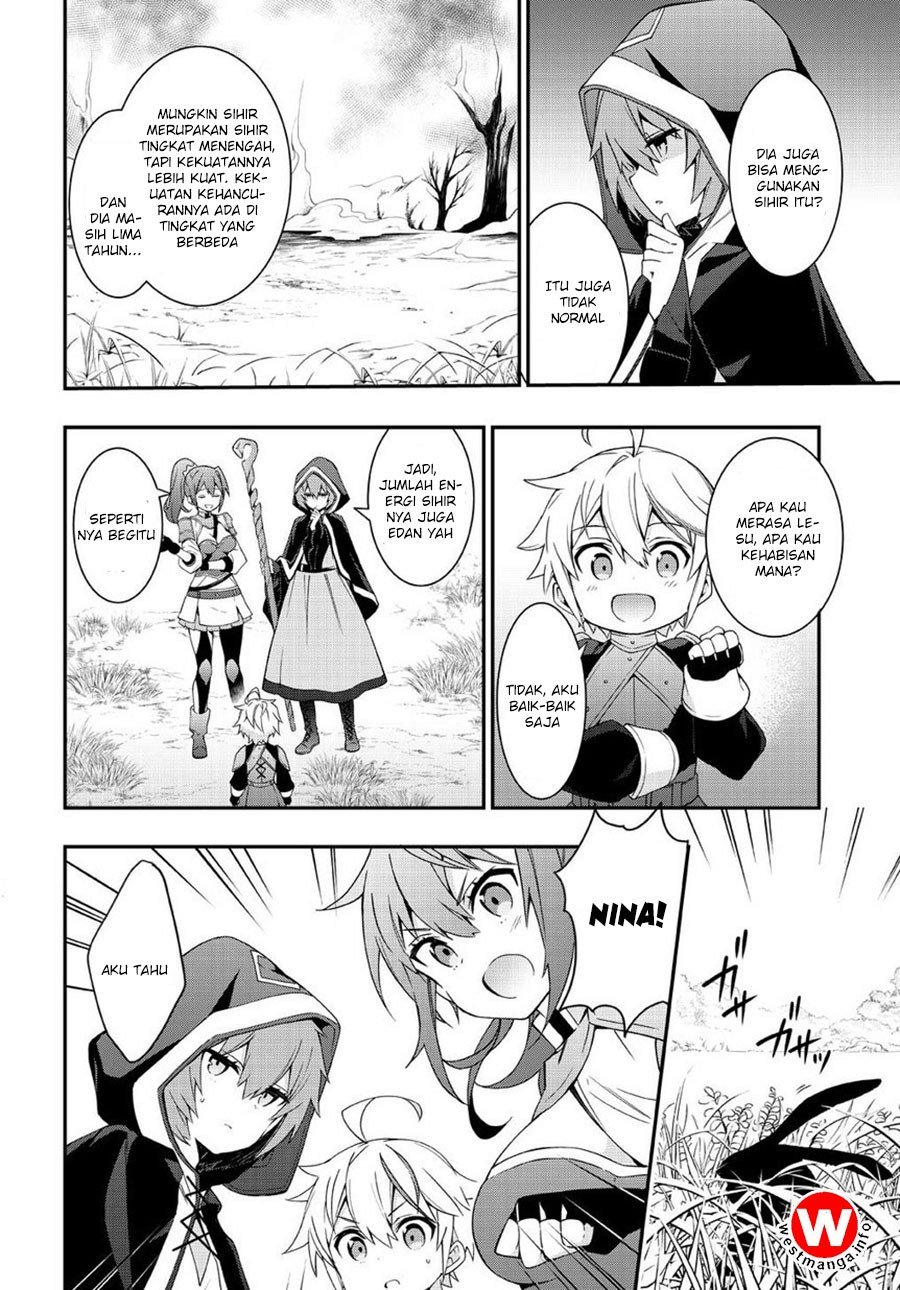 DIA JUGA
BISA MENG-
GUNAKAN
SIHIR ITU?
ITU JUGA
TIDAK
NORMAL
MUNGKIN SIHIR
MERUPAKAN SIHIR
TINGKAT MENENGAH,
TAPI KEKUATANNYA
LEBIH KUAT. KEK-
UATAN KEHANCU-
RANNYA ADA DI
TINGKAT YANG
BERBEDA
DAN
DIA MA-
SIH LIMA
TAHUN...
APA KAU
MERASA LE-
SU, APA KAU
KEHABISAN
MANA?
TIDAK, AKU
BAIK-BAIK
SAJA
JADI,
JUMLAH EN-
ERGI SIHIR
NYA JUGA
EDAN YAH
SEPERTI
NYA BEGITU
ガサ
ガサッ
NINA!
AKU TAHU
W
westmanga.info